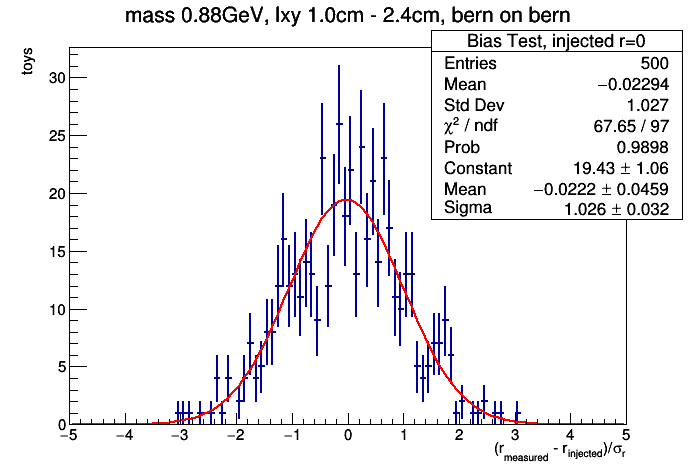 mass 0.88GeV, lxy 1.0cm - 2.4cm, bern on bern
Bias Test, injected r=0
Entries 500
Mean −0.02294
Std Dev 1.027
χ² / ndf 67.65 / 97
Prob 0.9898
Constant 19.43 ± 1.06
Mean −0.0222 ± 0.0459
Sigma 1.026 ± 0.032
toys
30
25
20
15
10
5
0
−5 −4 −3 −2 −1 0 1 2 3 4 5
(r_measured - r_injected)/σ_r